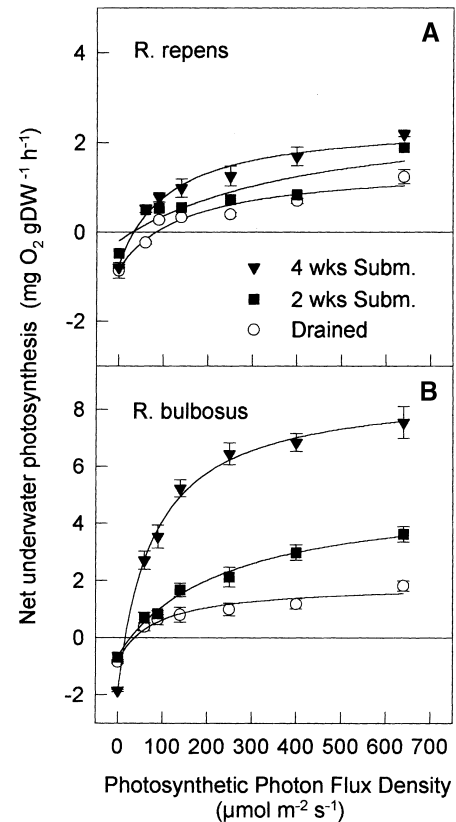 A
R. repens
4
2
0
-2
4 wks Subm.
2 wks Subm.
Drained
B
R. bulbosus
8
6
4
2
0
-2
0 100 200 300 400 500 600 700
Net underwater photosynthesis (mg O₂ gDW⁻¹ h⁻¹)
Photosynthetic Photon Flux Density
(µmol m⁻² s⁻¹)